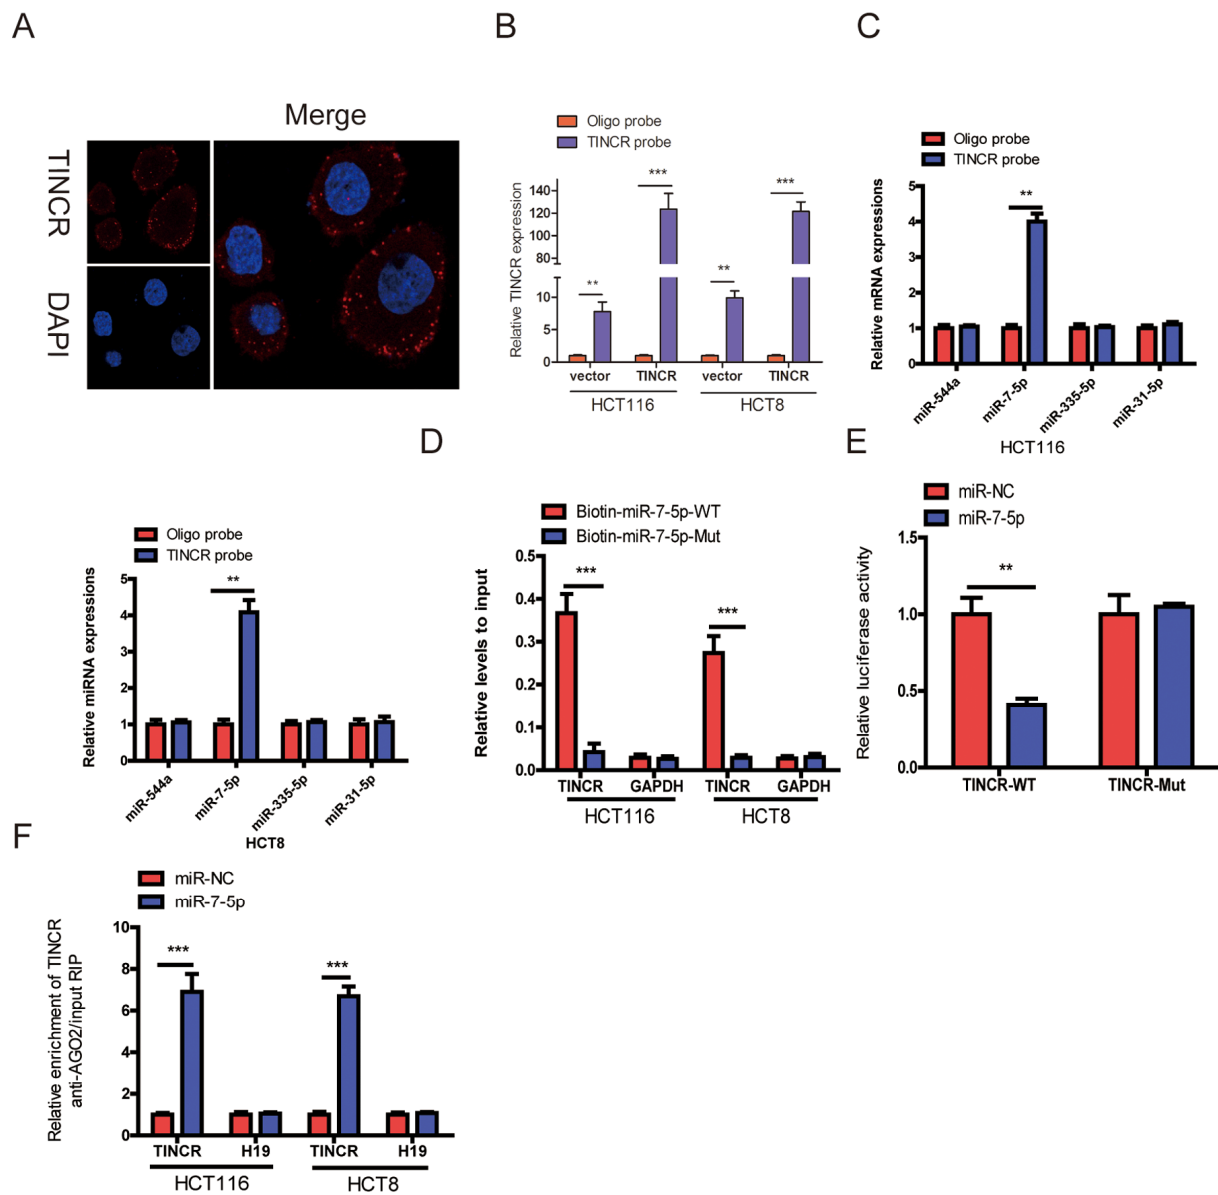 A
Merge
TINCR
DAPI
B
Oligo probe
TINCR probe
Relative TINCR expression
140
120
100
80
10
5
0
**
***
**
***
vector
TINCR
vector
TINCR
HCT116
HCT8
C
Oligo probe
TINCR probe
Relative mRNA expressions
5
4
3
2
1
0
**
miR-544a
miR-7-5p
miR-335-5p
miR-31-5p
HCT116
Oligo probe
TINCR probe
Relative miRNA expressions
5
4
3
2
1
0
**
miR-544a
miR-7-5p
miR-335-5p
miR-31-5p
HCT8
D
Biotin-miR-7-5p-WT
Biotin-miR-7-5p-Mut
Relative levels to input
0.5
0.4
0.3
0.2
0.1
0.0
***
***
TINCR
GAPDH
TINCR
GAPDH
HCT116
HCT8
E
miR-NC
miR-7-5p
Relative luciferase activity
1.5
1.0
0.5
0.0
**
TINCR-WT
TINCR-Mut
F
miR-NC
miR-7-5p
Relative enrichment of TINCR
anti-AGO2/input RIP
10
8
6
4
2
0
***
***
TINCR
H19
TINCR
H19
HCT116
HCT8